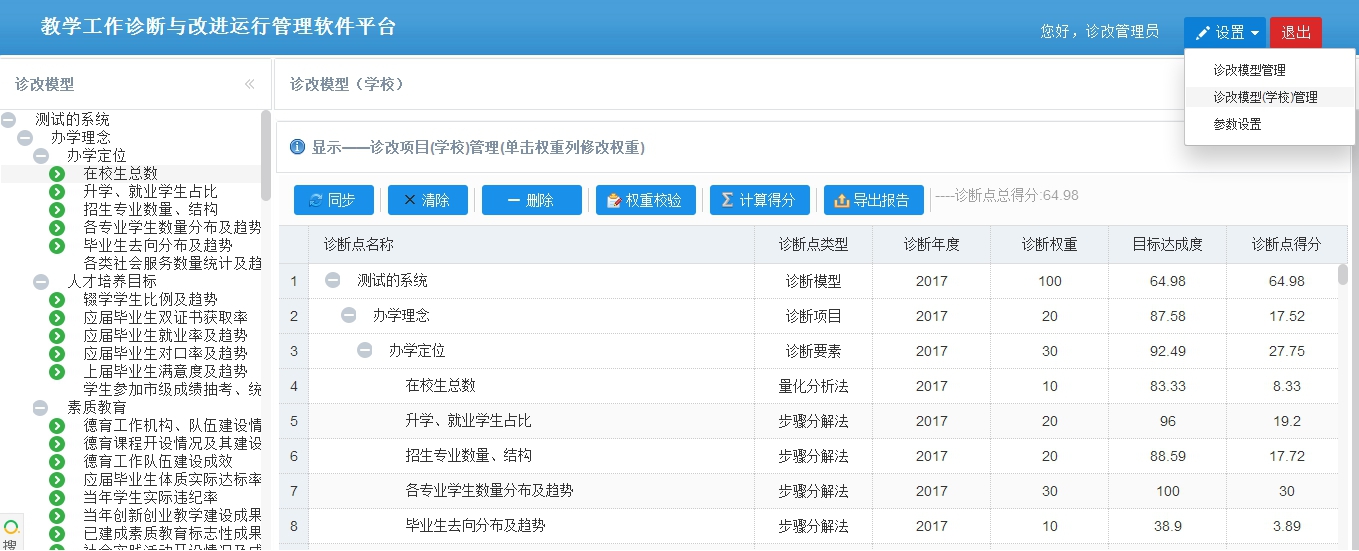 教学工作诊断与改进运行管理软件平台
您好，诊改管理员
设置
退出
诊改模型管理
诊改模型(学校)管理
参数设置
诊改模型
测试的系统
办学理念
办学定位
在校生总数
升学、就业学生占比
招生专业数量、结构
各专业学生数量分布及趋势
毕业生去向分布及趋势
各类社会服务数量统计及趋
人才培养目标
辍学学生比例及趋势
应届毕业生双证书获取率
应届毕业生就业率及趋势
应届毕业生对口率及趋势
上届毕业生满意度及趋势
学生参加市级成绩抽考、统
素质教育
德育工作机构、队伍建设情
德育课程开设情况及其建设
德育工作队伍建设成效
应届毕业生体质实际达标率
当年学生实际违纪率
当年创新创业教学建设成果
已建成素质教育标志性成果
搜
诊改模型（学校）
显示——诊改项目(学校)管理(单击权重列修改权重)
同步 清除 删除 权重校验 计算得分 导出报告 ----诊断点总得分:64.98
诊断点名称 诊断点类型 诊断年度 诊断权重 目标达成度 诊断点得分
1 测试的系统 诊断模型 2017 100 64.98 64.98
2 办学理念 诊断项目 2017 20 87.58 17.52
3 办学定位 诊断要素 2017 30 92.49 27.75
4 在校生总数 量化分析法 2017 10 83.33 8.33
5 升学、就业学生占比 步骤分解法 2017 20 96 19.2
6 招生专业数量、结构 步骤分解法 2017 20 88.59 17.72
7 各专业学生数量分布及趋势 步骤分解法 2017 30 100 30
8 毕业生去向分布及趋势 步骤分解法 2017 10 38.9 3.89